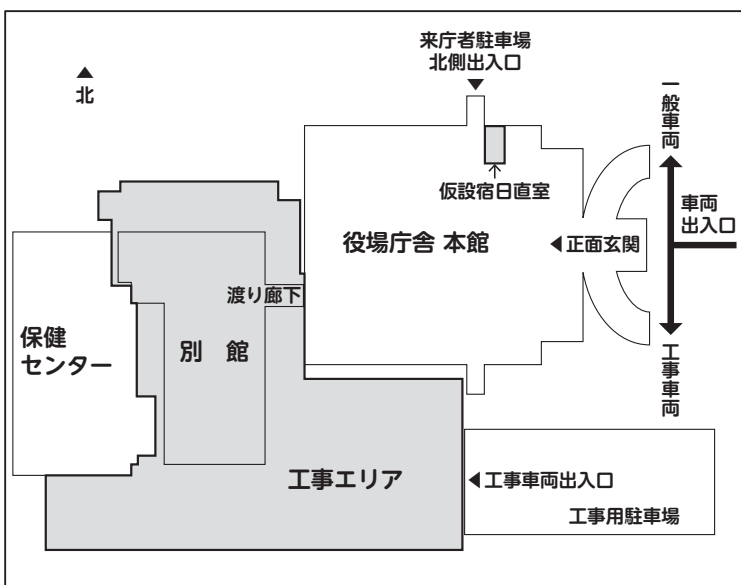 来庁者駐車場
北側出入口
北
一般車両
仮設宿日直室
車両
出入口
役場庁舎 本館
正面玄関
渡り廊下
保健
センター
別 館
工事車両
工事エリア
工事車両出入口
工事用駐車場